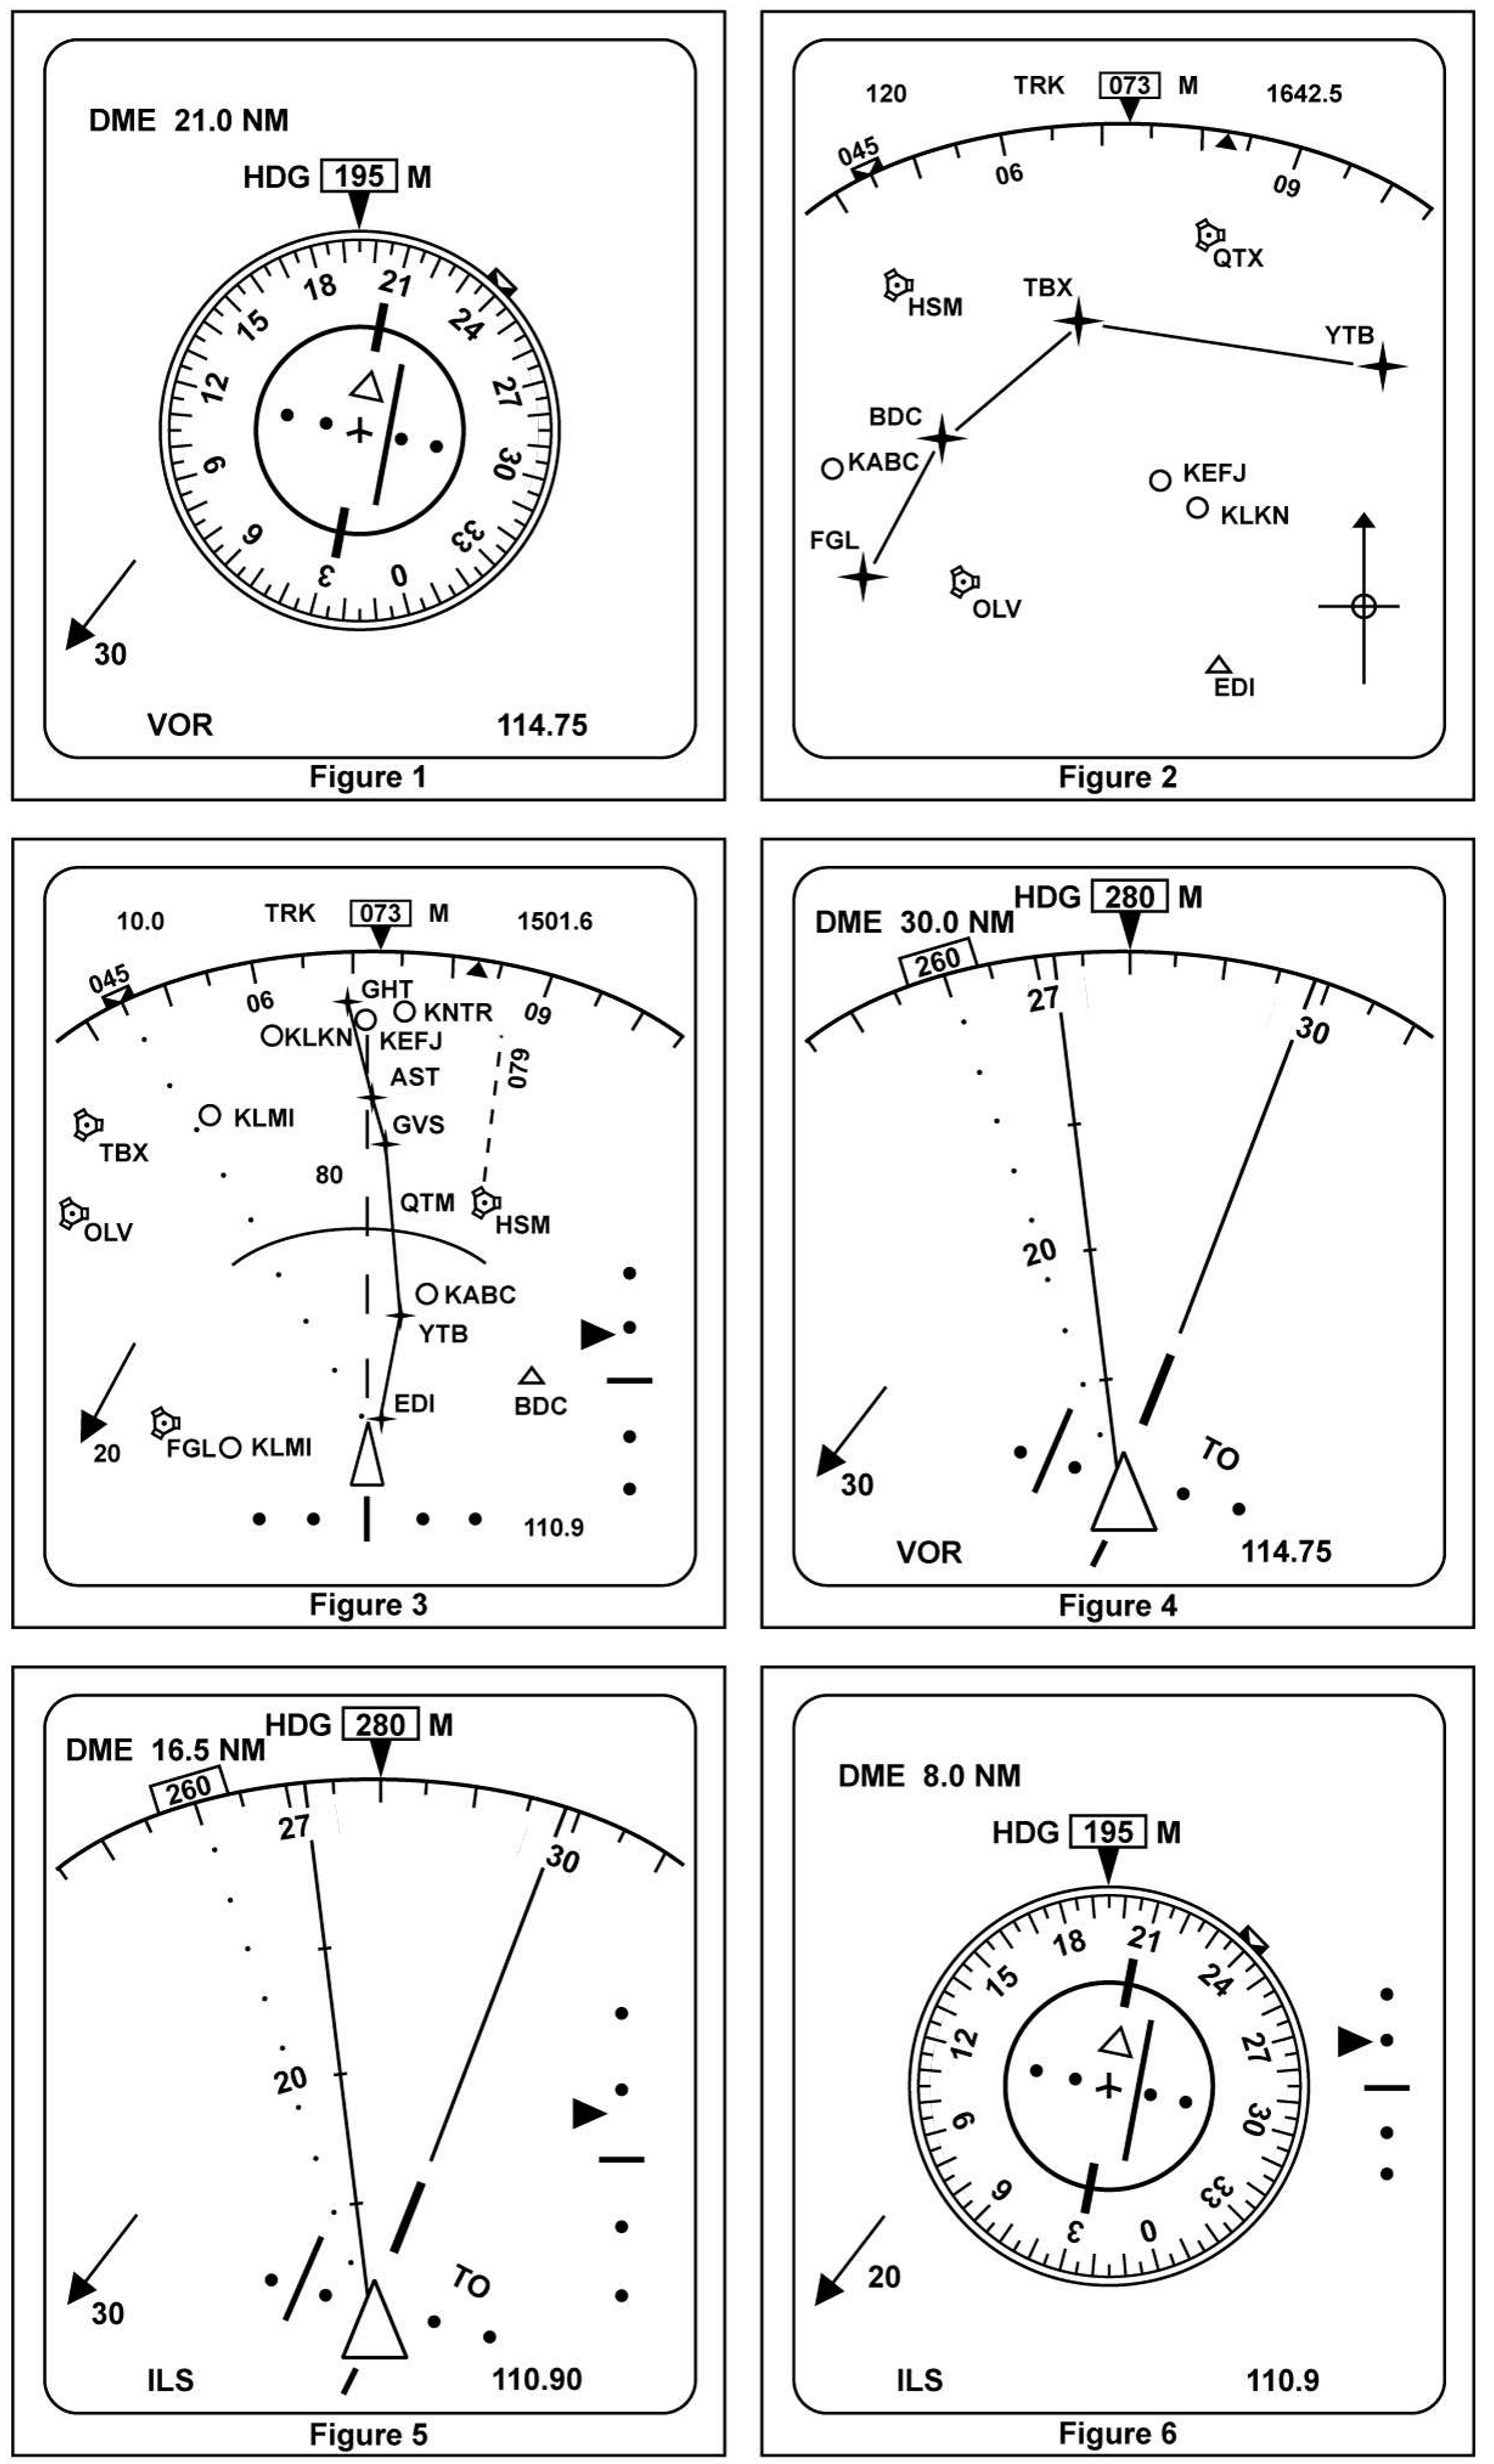 DME 21.0 NM
HDG 195 M
18 21
15 24
12 27
9 30
6 33
3 0
30
VOR 114.75
Figure 1
120 TRK 073 M 1642.5
045
06 09
QTX
TBX
HSM
YTB
BDC
KABC
KEFJ
KLKN
FGL
OLV
EDI
Figure 2
10.0 TRK 073 M 1501.6
045
06 09
GHT
KNTR
KLKN KEFJ
079
AST
KLMI GVS
TBX
80
QTM
HSM
OLV
KABC
YTB
EDI
BDC
20
FGL KLMI
110.9
Figure 3
HDG 280 M
DME 30.0 NM
260
27 30
20
TO
30
VOR 114.75
Figure 4
HDG 280 M
DME 16.5 NM
260
27 30
20
TO
30
ILS 110.90
Figure 5
DME 8.0 NM
HDG 195 M
18 21
15 24
12 27
9 30
6 33
3 0
20
ILS 110.9
Figure 6